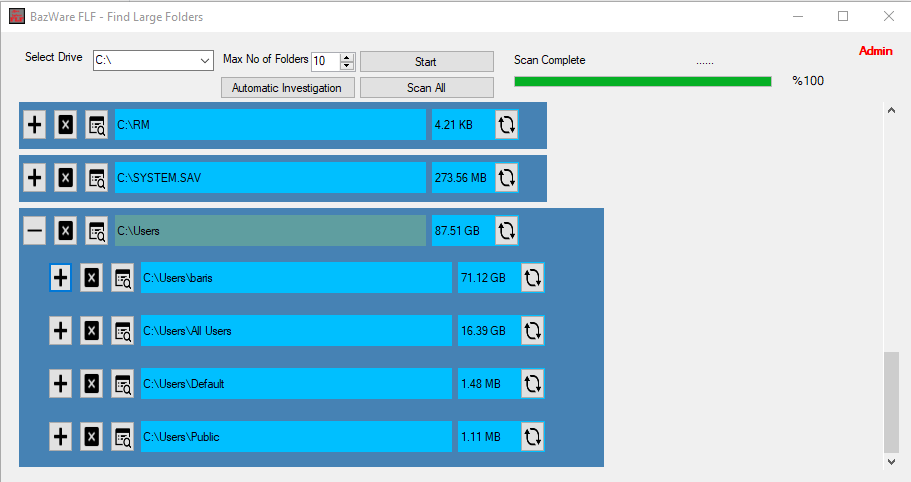 BazWare FLF - Find Large Folders
Admin
Select Drive C:\ Max No of Folders 10 Start Scan Complete ......
%100
Automatic Investigation Scan All
C:\RM 4.21 KB
C:\SYSTEM.SAV 273.56 MB
C:\Users 87.51 GB
C:\Users\baris 71.12 GB
C:\Users\All Users 16.39 GB
C:\Users\Default 1.48 MB
C:\Users\Public 1.11 MB